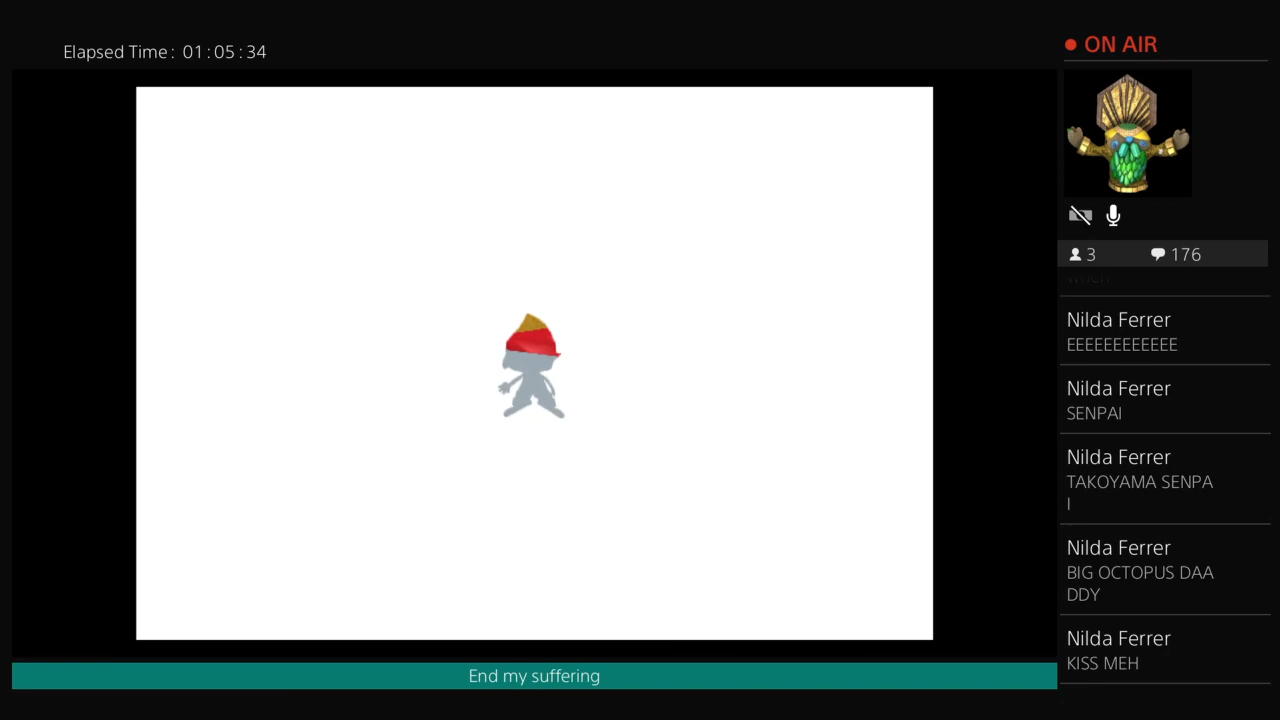 Elapsed Time: 01:05:34
ON AIR
3 176
Nilda Ferrer
EEEEEEEEEEEE
Nilda Ferrer
SENPAI
Nilda Ferrer
TAKOYAMA SENPA
I
Nilda Ferrer
BIG OCTOPUS DAA
DDY
Nilda Ferrer
KISS MEH
End my suffering